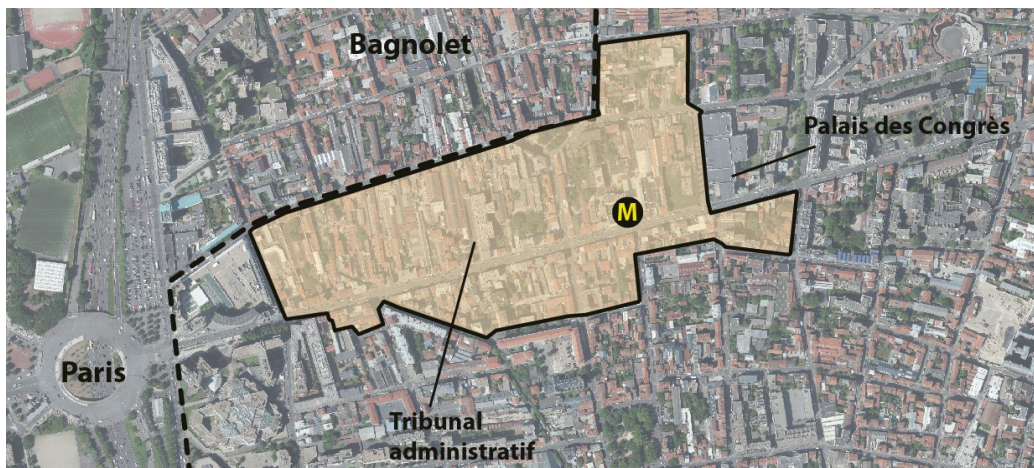 Bagnolet
Palais des Congrès
M
Paris
Tribunal
administratif